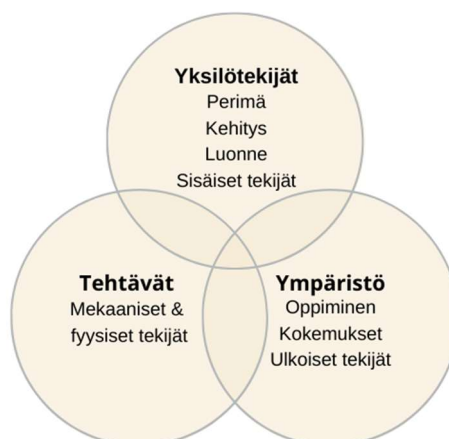 Yksilötekijät
Perimä
Kehitys
Luonne
Sisäiset tekijät
Tehtävät
Mekaaniset &
fyysiset tekijät
Ympäristö
Oppiminen
Kokemukset
Ulkoiset tekijät